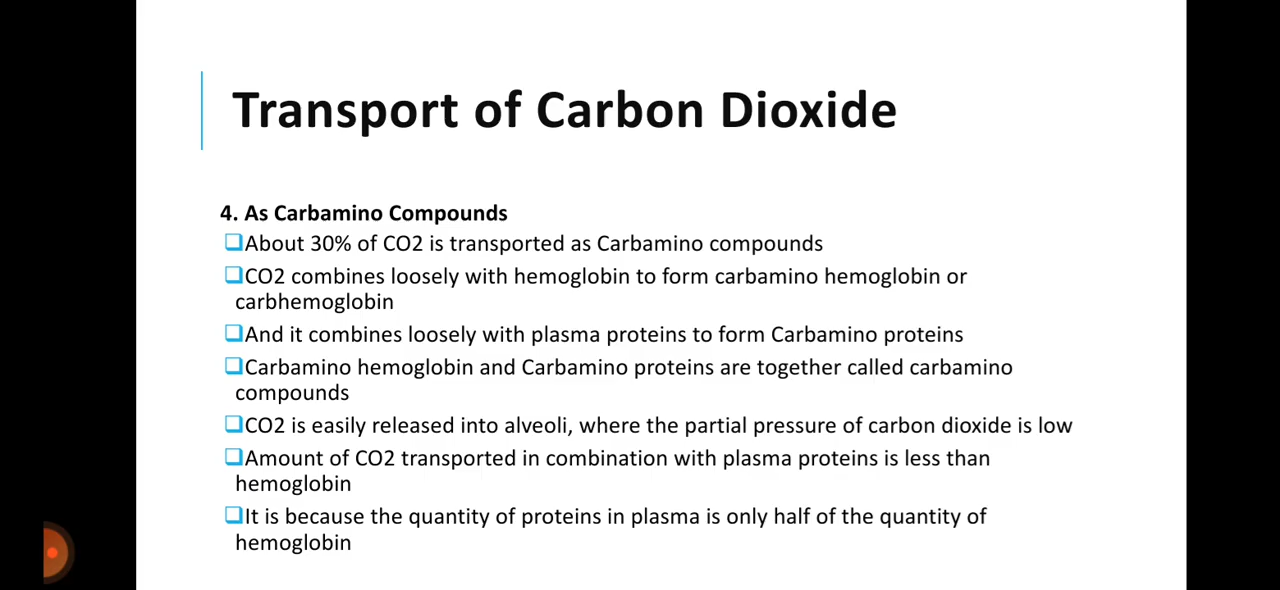 Transport of Carbon Dioxide
4. As Carbamino Compounds
❑About 30% of CO2 is transported as Carbamino compounds
❑CO2 combines loosely with hemoglobin to form carbamino hemoglobin or
carbhemoglobin
❑And it combines loosely with plasma proteins to form Carbamino proteins
❑Carbamino hemoglobin and Carbamino proteins are together called carbamino
compounds
❑CO2 is easily released into alveoli, where the partial pressure of carbon dioxide is low
❑Amount of CO2 transported in combination with plasma proteins is less than
hemoglobin
❑It is because the quantity of proteins in plasma is only half of the quantity of
hemoglobin